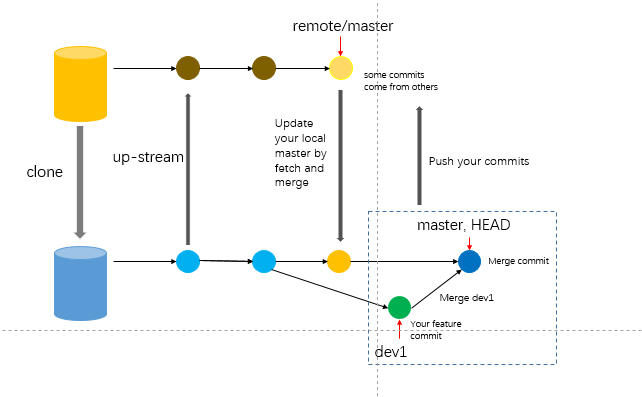 remote/master
some commits
come from others
Update
your local
master by
fetch and
merge
up-stream
Push your commits
clone
master, HEAD
Merge commit
Merge dev1
Your feature
commit
dev1